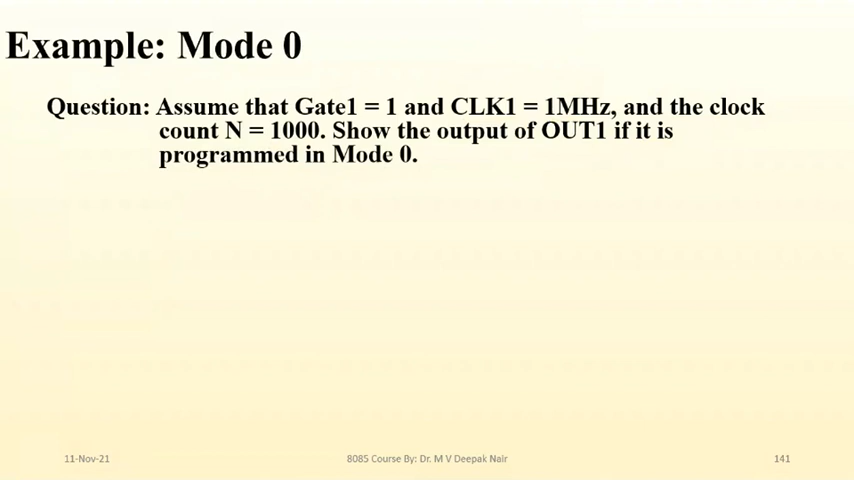 Example: Mode 0
Question: Assume that Gate1 = 1 and CLK1 = 1MHz, and the clock
count N = 1000. Show the output of OUT1 if it is
programmed in Mode 0.
11-Nov-21
8085 Course By: Dr. M V Deepak Nair
141